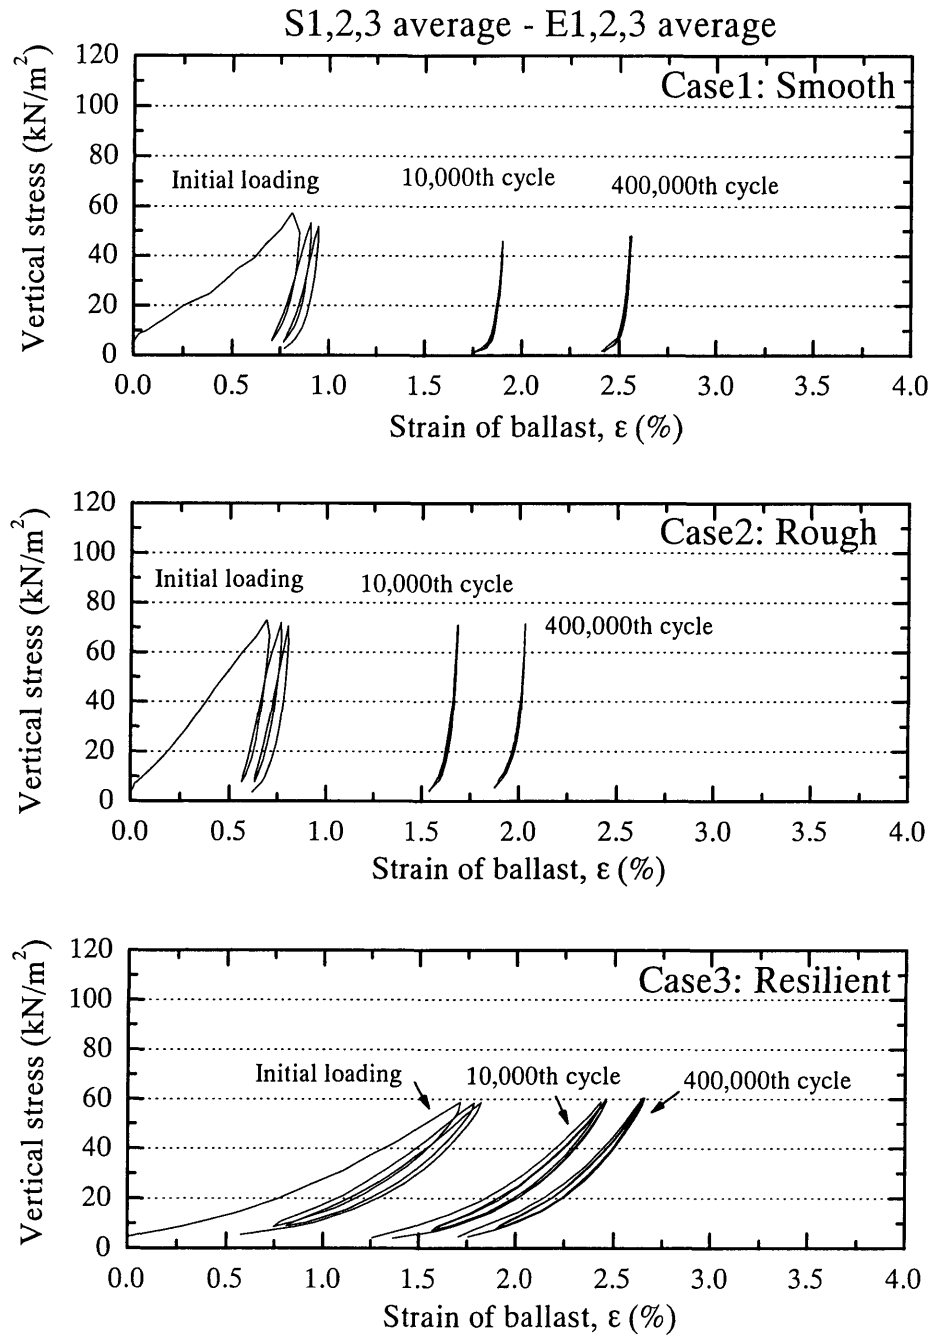 S1,2,3 average - E1,2,3 average
Case1: Smooth
Vertical stress (kN/m²)
120
100
80
60
40
20
0
Initial loading
10,000th cycle
400,000th cycle
0.0 0.5 1.0 1.5 2.0 2.5 3.0 3.5 4.0
Strain of ballast, ε (%)
Case2: Rough
Vertical stress (kN/m²)
120
100
80
60
40
20
0
Initial loading
10,000th cycle
400,000th cycle
0.0 0.5 1.0 1.5 2.0 2.5 3.0 3.5 4.0
Strain of ballast, ε (%)
Case3: Resilient
Vertical stress (kN/m²)
120
100
80
60
40
20
0
Initial loading
10,000th cycle
400,000th cycle
0.0 0.5 1.0 1.5 2.0 2.5 3.0 3.5 4.0
Strain of ballast, ε (%)